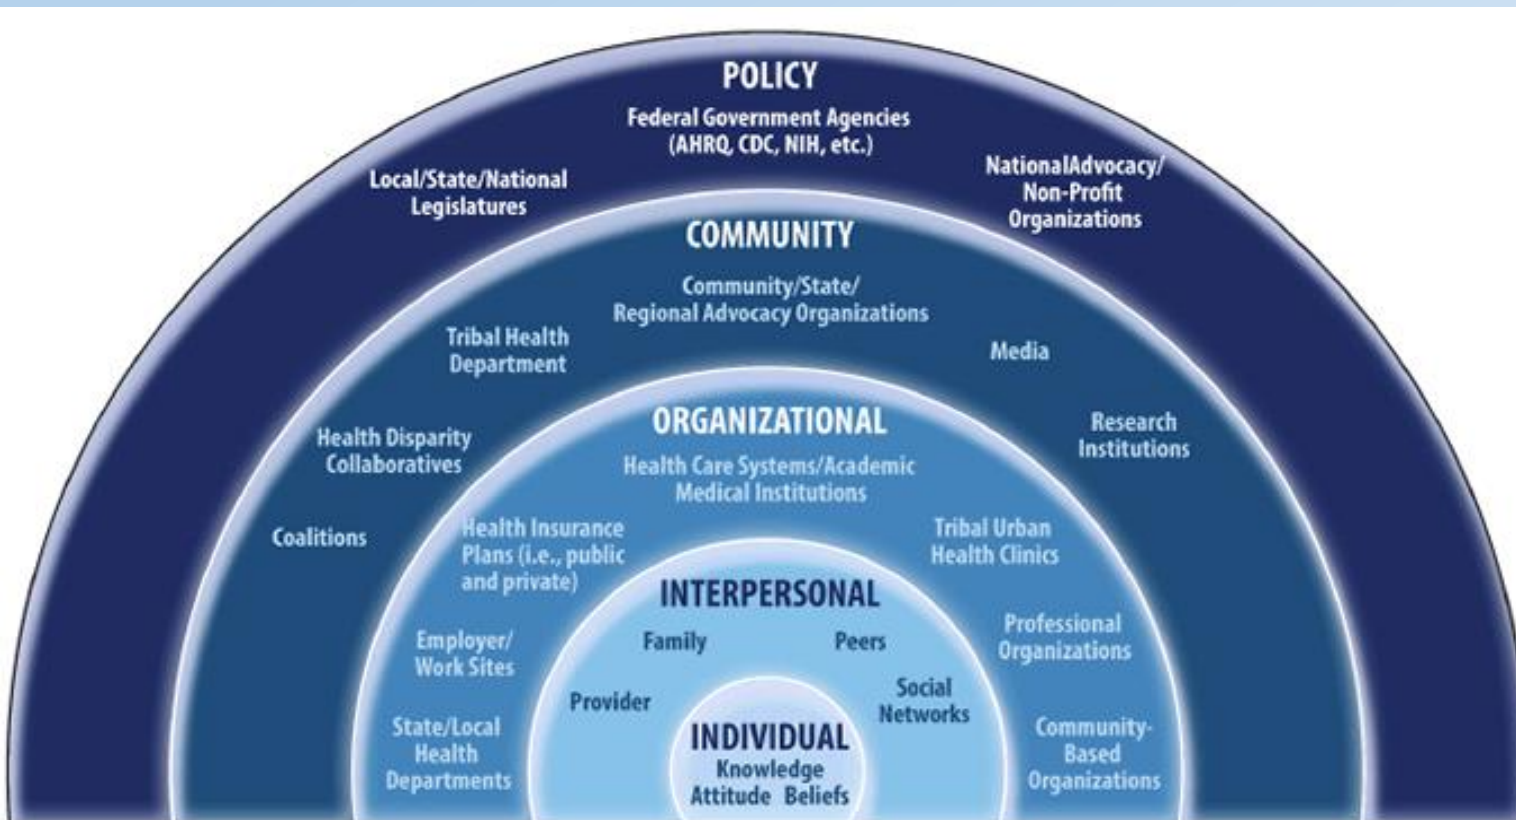 POLICY
Federal Government Agencies
(AHRQ, CDC, NIH, etc.)
Local/State/National
Legislatures
NationalAdvocacy/
Non-Profit
Organizations
COMMUNITY
Community/State/
Regional Advocacy Organizations
Tribal Health
Department
Media
Health Disparity
Collaboratives
Research
Institutions
Coalitions
ORGANIZATIONAL
Health Care Systems/Academic
Medical Institutions
Health Insurance
Plans (i.e., public
and private)
Tribal Urban
Health Clinics
Employer/
Work Sites
Professional
Organizations
State/Local
Health
Departments
Community-
Based
Organizations
INTERPERSONAL
Family
Peers
Provider
Social
Networks
INDIVIDUAL
Knowledge
Attitude Beliefs